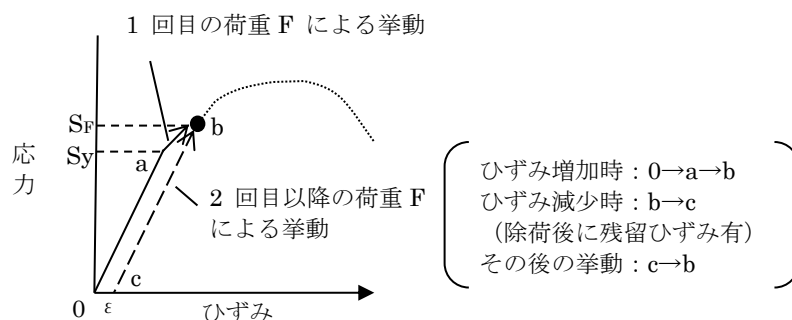 1 回目の荷重 F による挙動
SF
b
Sy
a
応力
2 回目以降の荷重 F
による挙動
c
0
ε
ひずみ
ひずみ増加時：0→a→b
ひずみ減少時：b→c
（除荷後に残留ひずみ有）
その後の挙動：c→b